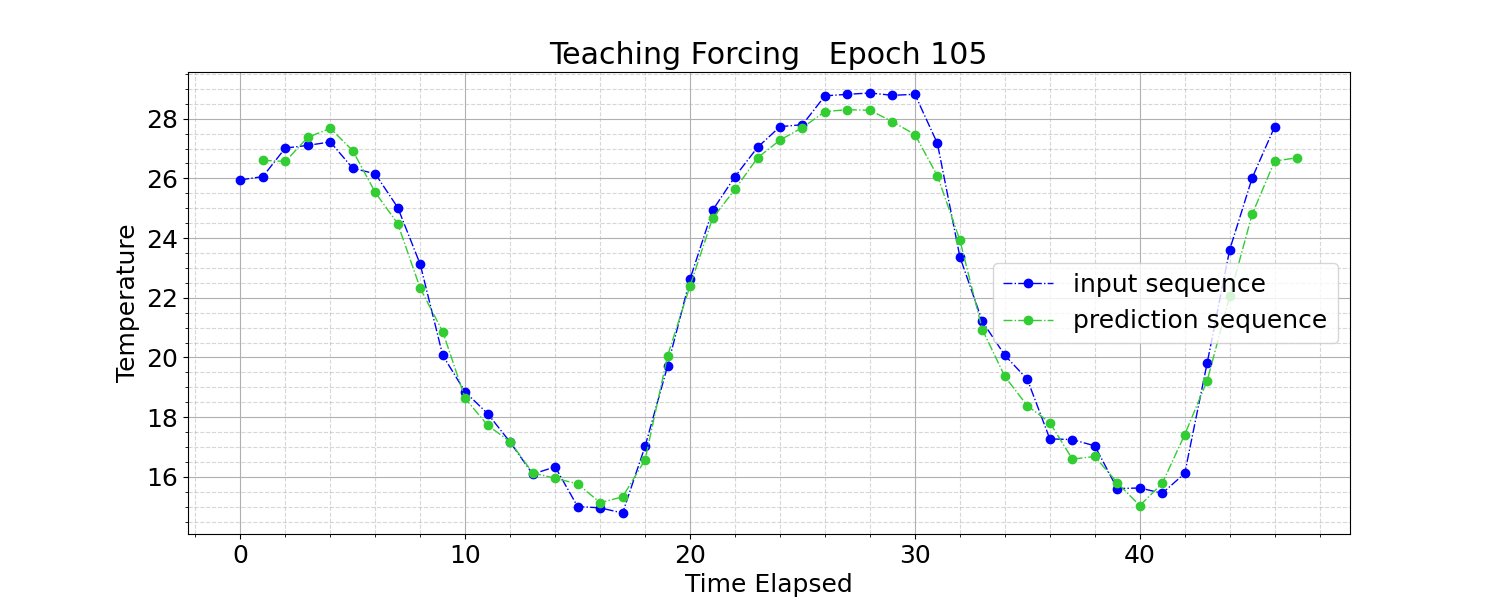 Teaching Forcing   Epoch 105
Temperature
28
26
24
22
20
18
16
input sequence
prediction sequence
0 10 20 30 40
Time Elapsed